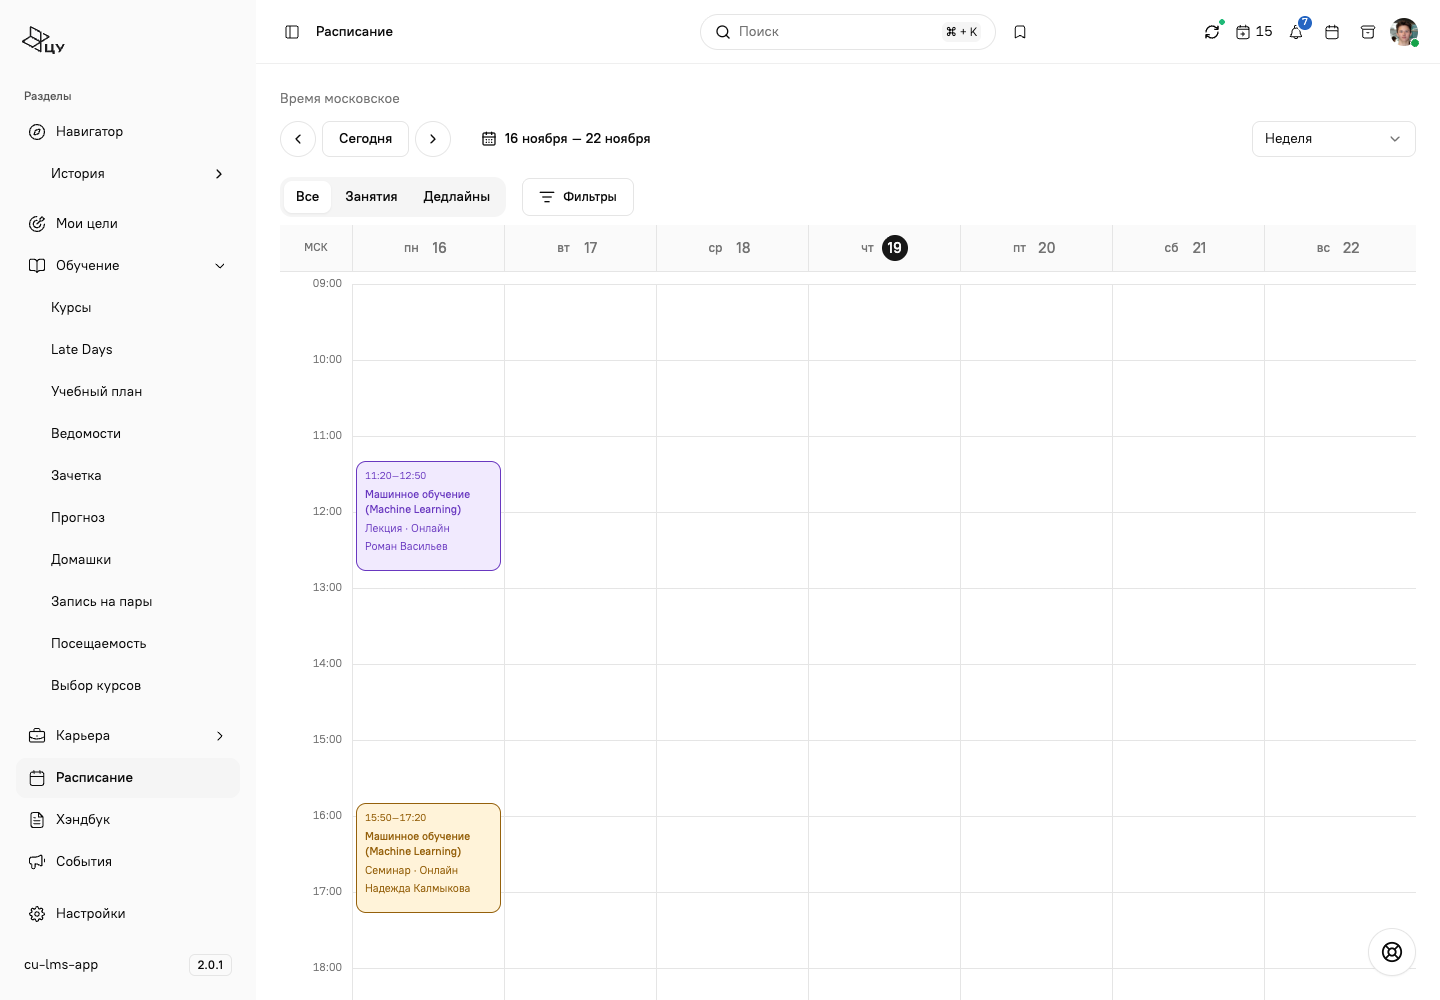 ЦУ
Разделы
Навигатор
История
Мои цели
Обучение
Курсы
Late Days
Учебный план
Ведомости
Зачетка
Прогноз
Домашки
Запись на пары
Посещаемость
Выбор курсов
Карьера
Расписание
Хэндбук
События
Настройки
cu-lms-app 2.0.1
Расписание
Поиск ⌘ + K
15
7
Время московское
Сегодня
16 ноября — 22 ноября
Неделя
Все Занятия Дедлайны
Фильтры
МСК пн 16 вт 17 ср 18 чт 19 пт 20 сб 21 вс 22
09:00
10:00
11:00
11:20—12:50
Машинное обучение
(Machine Learning)
Лекция · Онлайн
Роман Васильев
12:00
13:00
14:00
15:00
15:50—17:20
Машинное обучение
(Machine Learning)
Семинар · Онлайн
Надежда Калмыкова
16:00
17:00
18:00